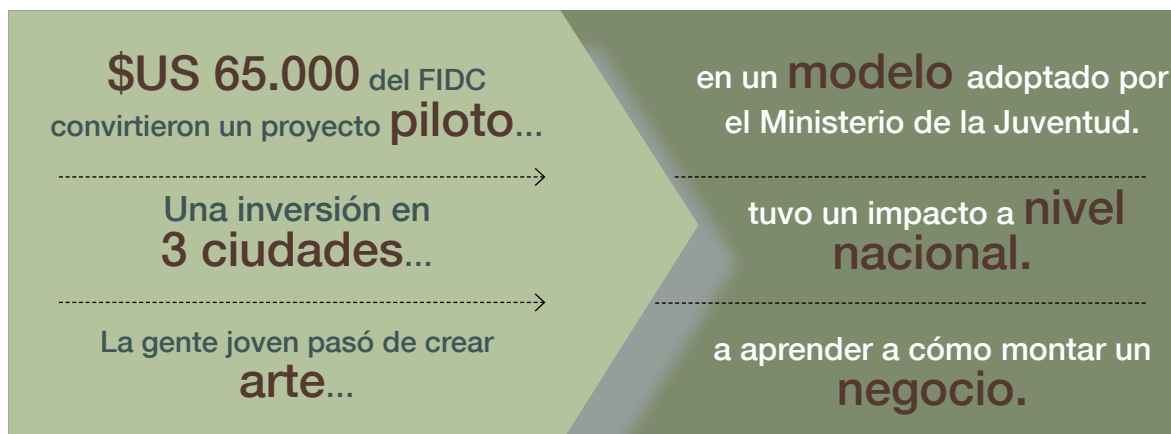 $US 65.000 del FIDC
convirtieron un proyecto piloto...
en un modelo adoptado por
el Ministerio de la Juventud.
Una inversión en
3 ciudades...
tuvo un impacto a nivel
nacional.
La gente joven pasó de crear
arte...
a aprender a cómo montar un
negocio.